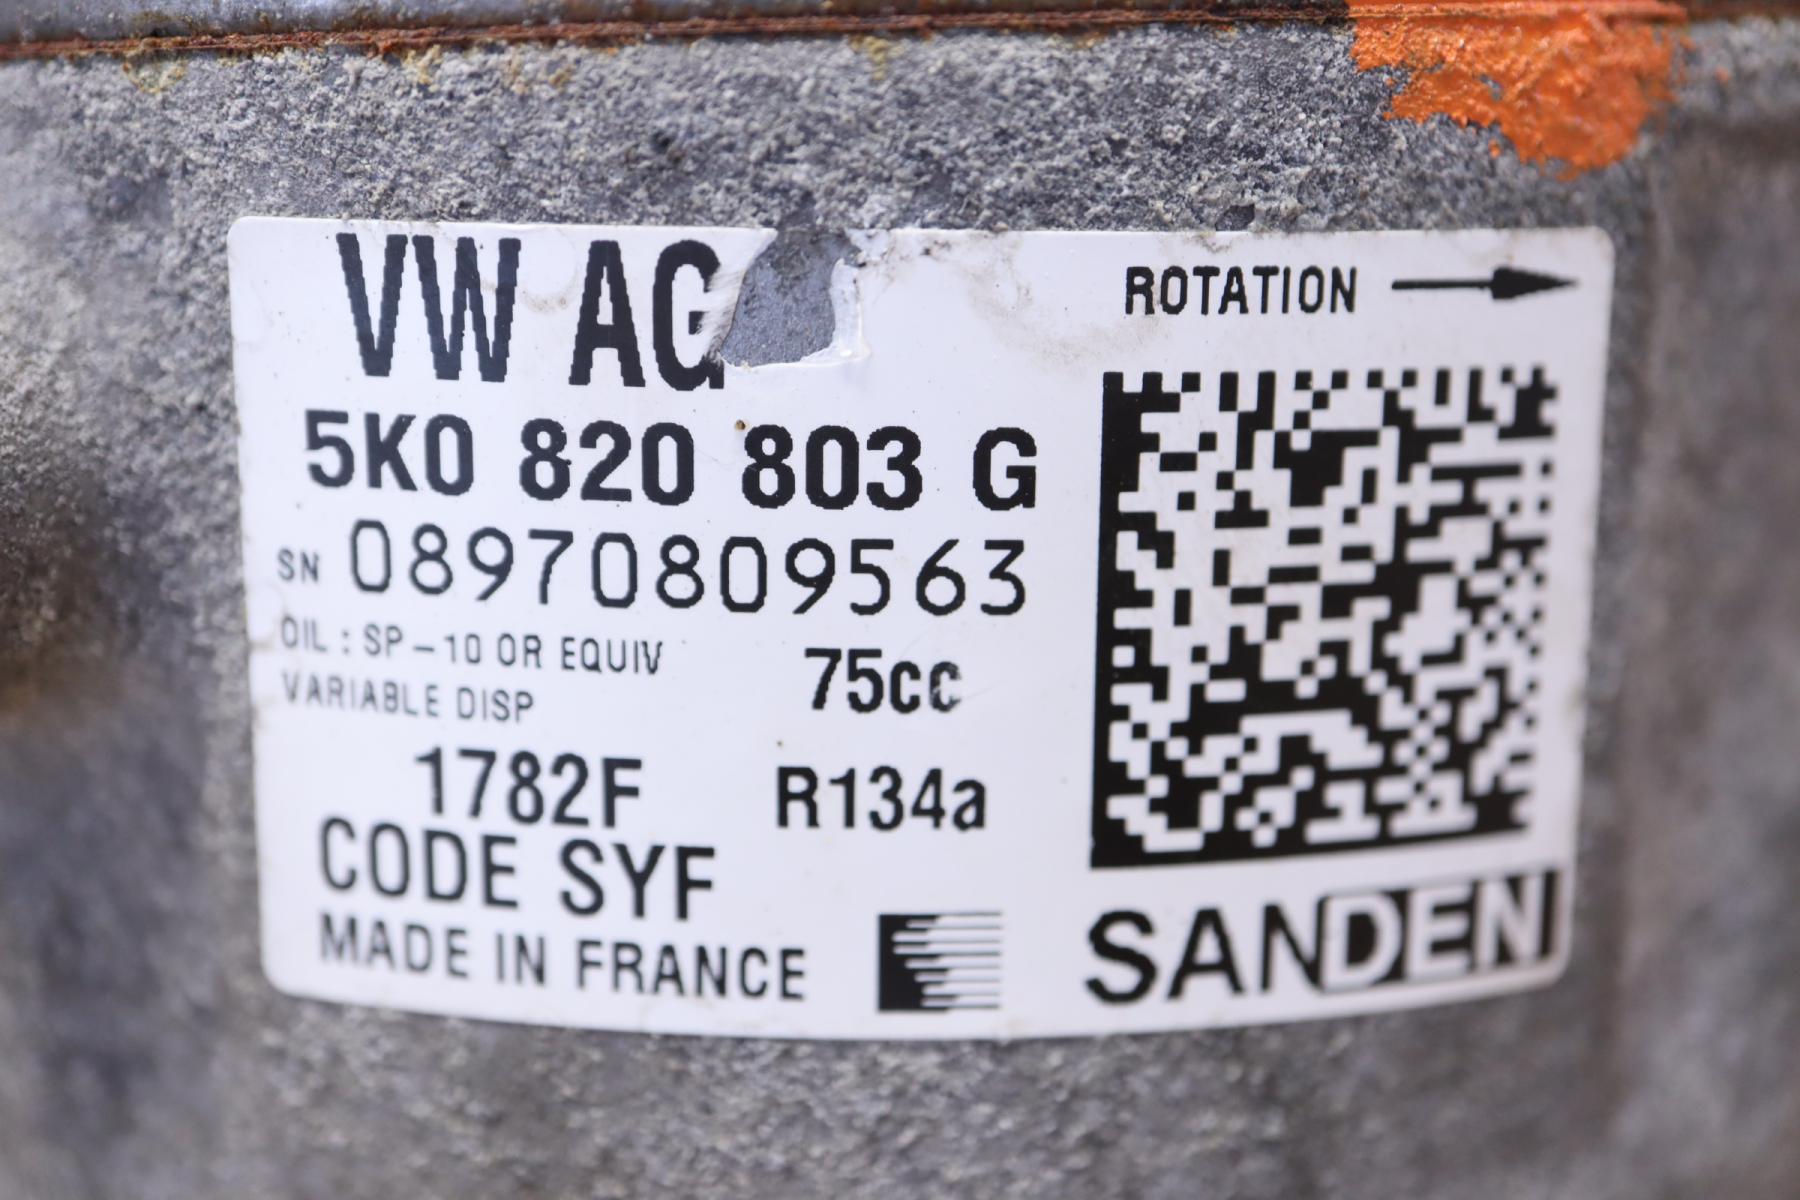 VW AG
ROTATION
5K0 820 803 G
SN 08970809563
OIL : SP-10 OR EQUIV
75cc
VARIABLE DISP
1782F
R134a
CODE SYF
MADE IN FRANCE
SANDEN